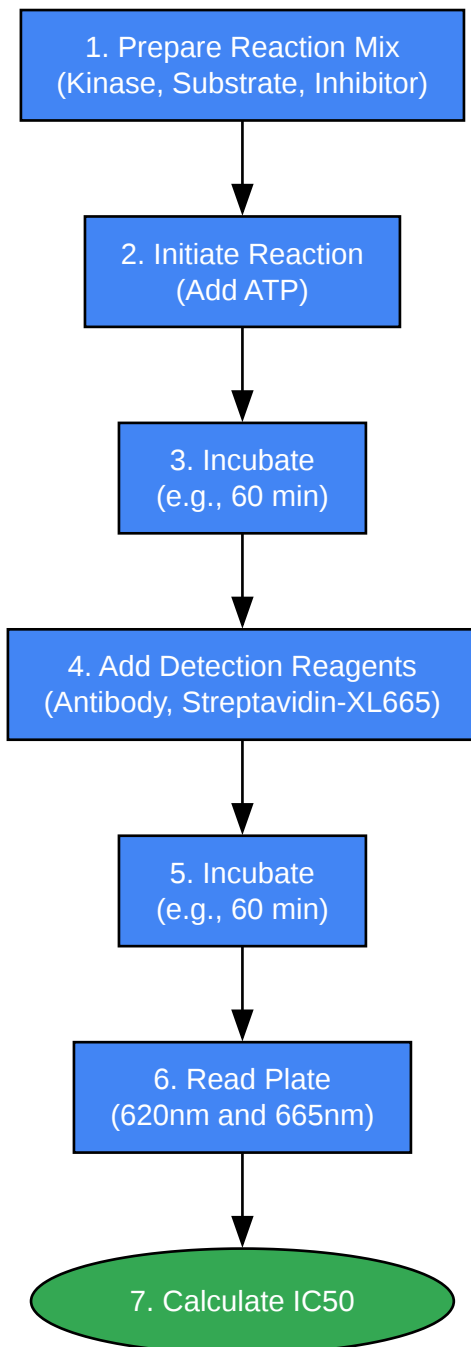 1. Prepare Reaction Mix
(Kinase, Substrate, Inhibitor)
2. Initiate Reaction
(Add ATP)
3. Incubate
(e.g., 60 min)
4. Add Detection Reagents
(Antibody, Streptavidin-XL665)
5. Incubate
(e.g., 60 min)
6. Read Plate
(620nm and 665nm)
7. Calculate IC50